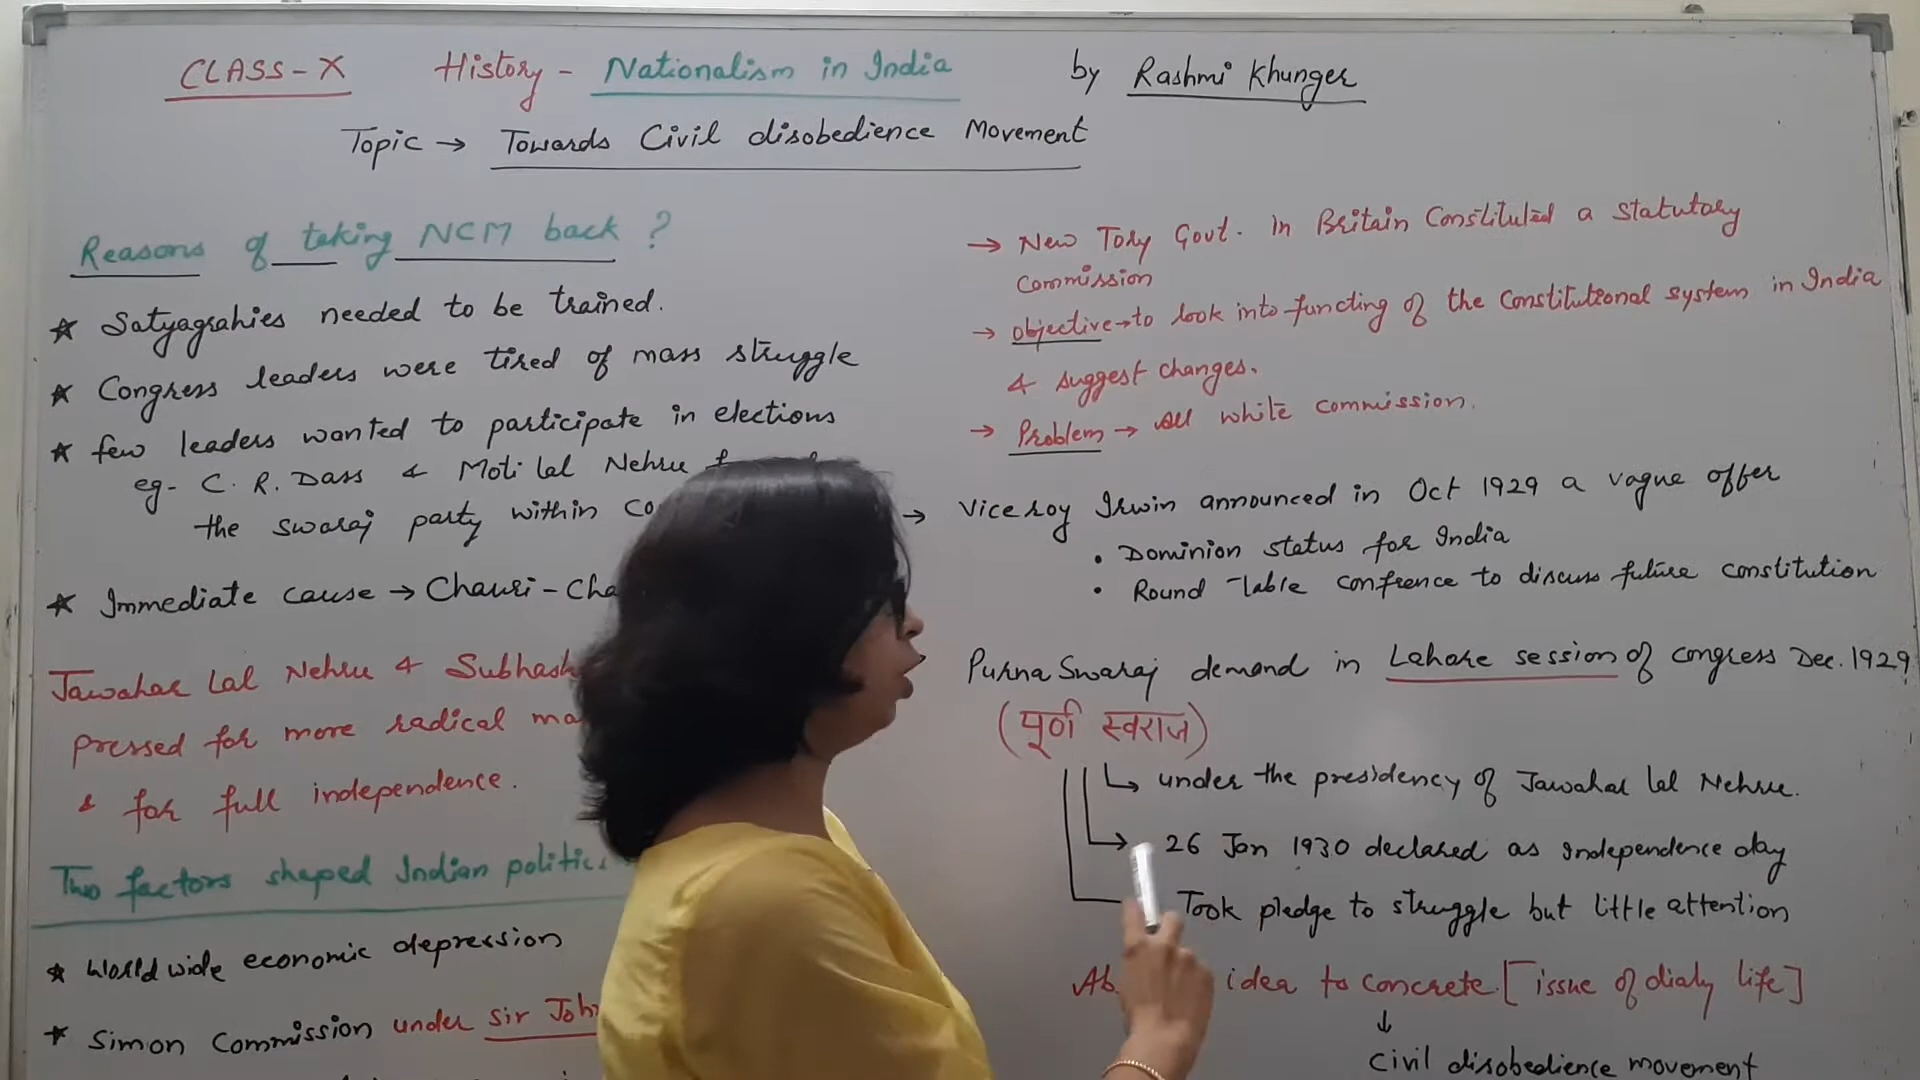 CLASS-X History- Nationalism in India by Rashmi Khunger
Topic → Towards Civil disobedience Movement
Reasons of taking NCM back ?
★ Satyagrahies needed to be trained.
★ Congress leaders were tired of mass struggle
★ few leaders wanted to participate in elections
eg- C. R. Dass & Moti lal Nehru
the swaraj party within
★ Immediate cause → Chauri-
Jawahar Lal Nehru & Subhash
pressed for more radical
& for full independence.
Two factors shaped Indian politics
★ World wide economic depression
★ Simon Commission under Sir
→ New Tory Govt. in Britain Constituted a Statutory
Commission
→ objective → to look into functing of the Constitutional system in India
& suggest changes.
→ Problem → all white commission.
→ Viceroy Irwin announced in Oct 1929 a vague offer
• Dominion status for India
• Round -table confrence to discuss future constitution
Purna Swaraj demand in Lahore session of congress Dec. 1929
(पूर्ण स्वराज)
↳ under the presidency of Jawahar lal Nehru.
→ 26 Jan 1930 declared as independence day
Took pledge to struggle but little attention
idea to concrete [issue of dialy life]
↓
Civil disobedience movement